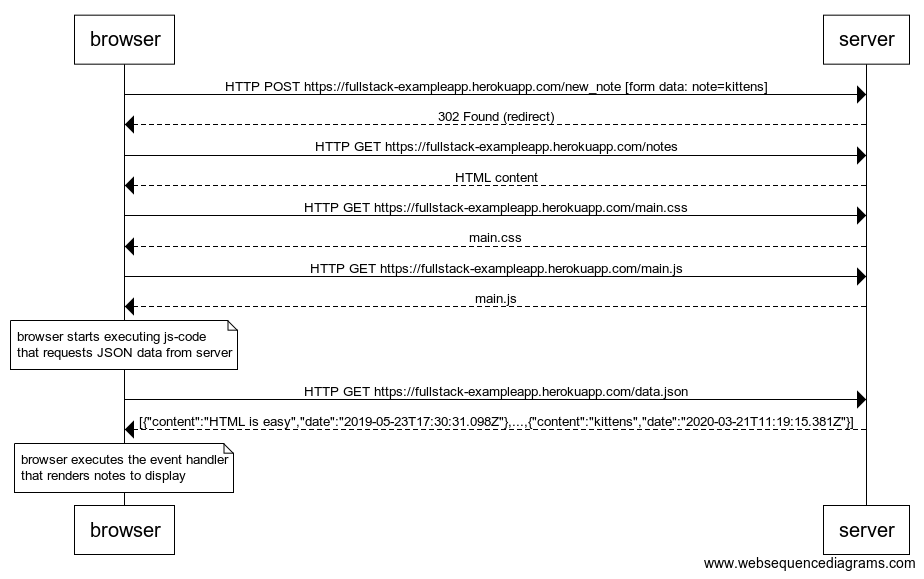 browser
server
HTTP POST https://fullstack-exampleapp.herokuapp.com/new_note [form data: note=kittens]
302 Found (redirect)
HTTP GET https://fullstack-exampleapp.herokuapp.com/notes
HTML content
HTTP GET https://fullstack-exampleapp.herokuapp.com/main.css
main.css
HTTP GET https://fullstack-exampleapp.herokuapp.com/main.js
main.js
browser starts executing js-code
that requests JSON data from server
HTTP GET https://fullstack-exampleapp.herokuapp.com/data.json
[{"content":"HTML is easy","date":"2019-05-23T17:30:31.098Z"},....,{"content":"kittens","date":"2020-03-21T11:19:15.381Z"}]
browser executes the event handler
that renders notes to display
browser
server
www.websequencediagrams.com